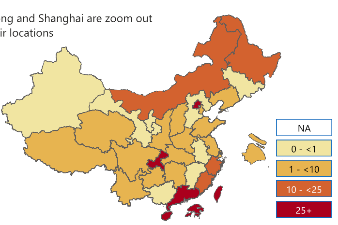 ng and Shanghai are zoom out
ir locations
NA
0 - <1
1 - <10
10 - <25
25+